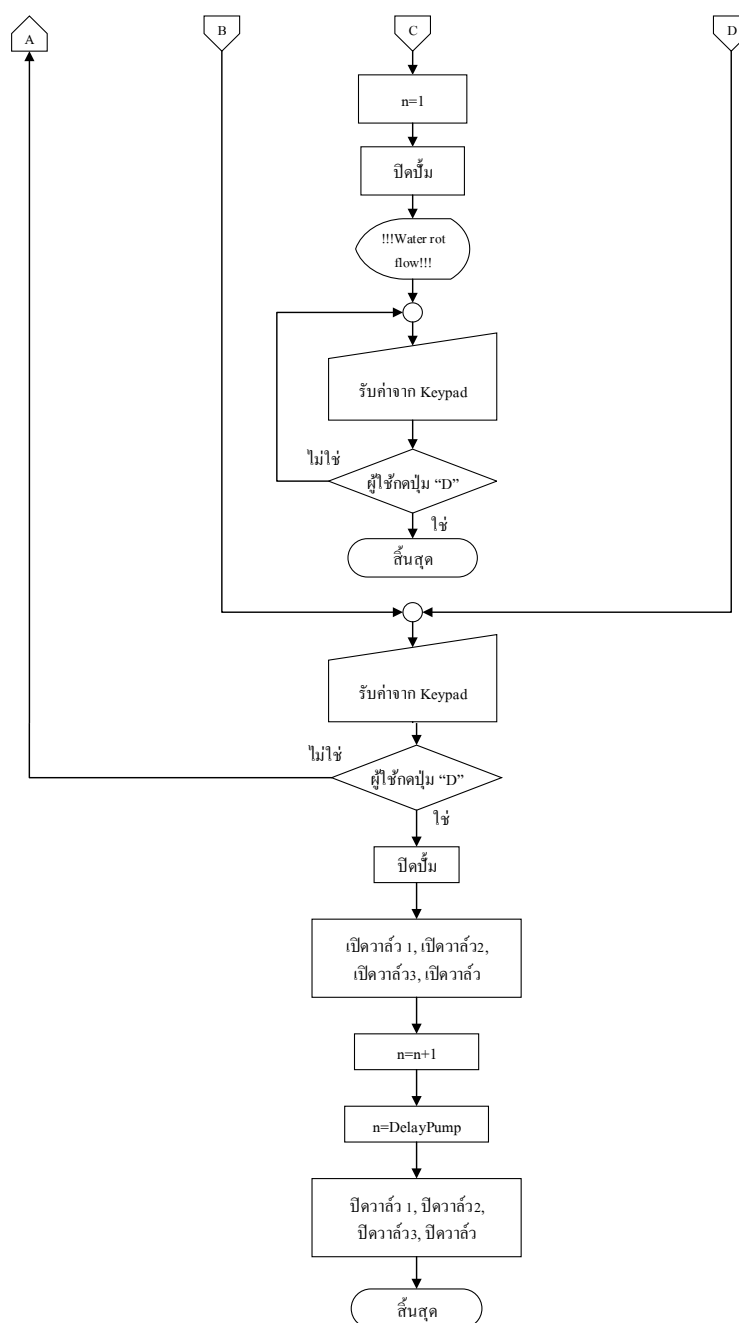 A
B
C
D
n=1
ปิดปั้ม
!!!Water rot
flow!!!
รับค่าจาก Keypad
ไม่ใช่
ผู้ใช้กดปุ่ม “D”
ใช่
สิ้นสุด
รับค่าจาก Keypad
ไม่ใช่
ผู้ใช้กดปุ่ม “D”
ใช่
ปิดปั้ม
เปิดวาล์ว 1, เปิดวาล์ว2,
เปิดวาล์ว3, เปิดวาล์ว
n=n+1
n=DelayPump
ปิดวาล์ว 1, ปิดวาล์ว2,
ปิดวาล์ว3, ปิดวาล์ว
สิ้นสุด